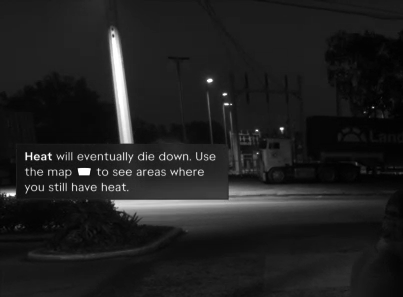 Heat will eventually die down. Use
the map to see areas where
you still have heat.